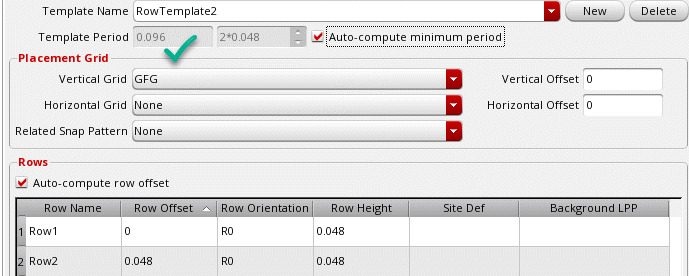 Template Name RowTemplate2 New Delete
Template Period 0.096 2*0.048 Auto-compute minimum period
Placement Grid
Vertical Grid GFG Vertical Offset 0
Horizontal Grid None Horizontal Offset 0
Related Snap Pattern None
Rows
Auto-compute row offset
Row Name Row Offset Row Orientation Row Height Site Def Background LPP
1 Row1 0 R0 0.048
2 Row2 0.048 R0 0.048